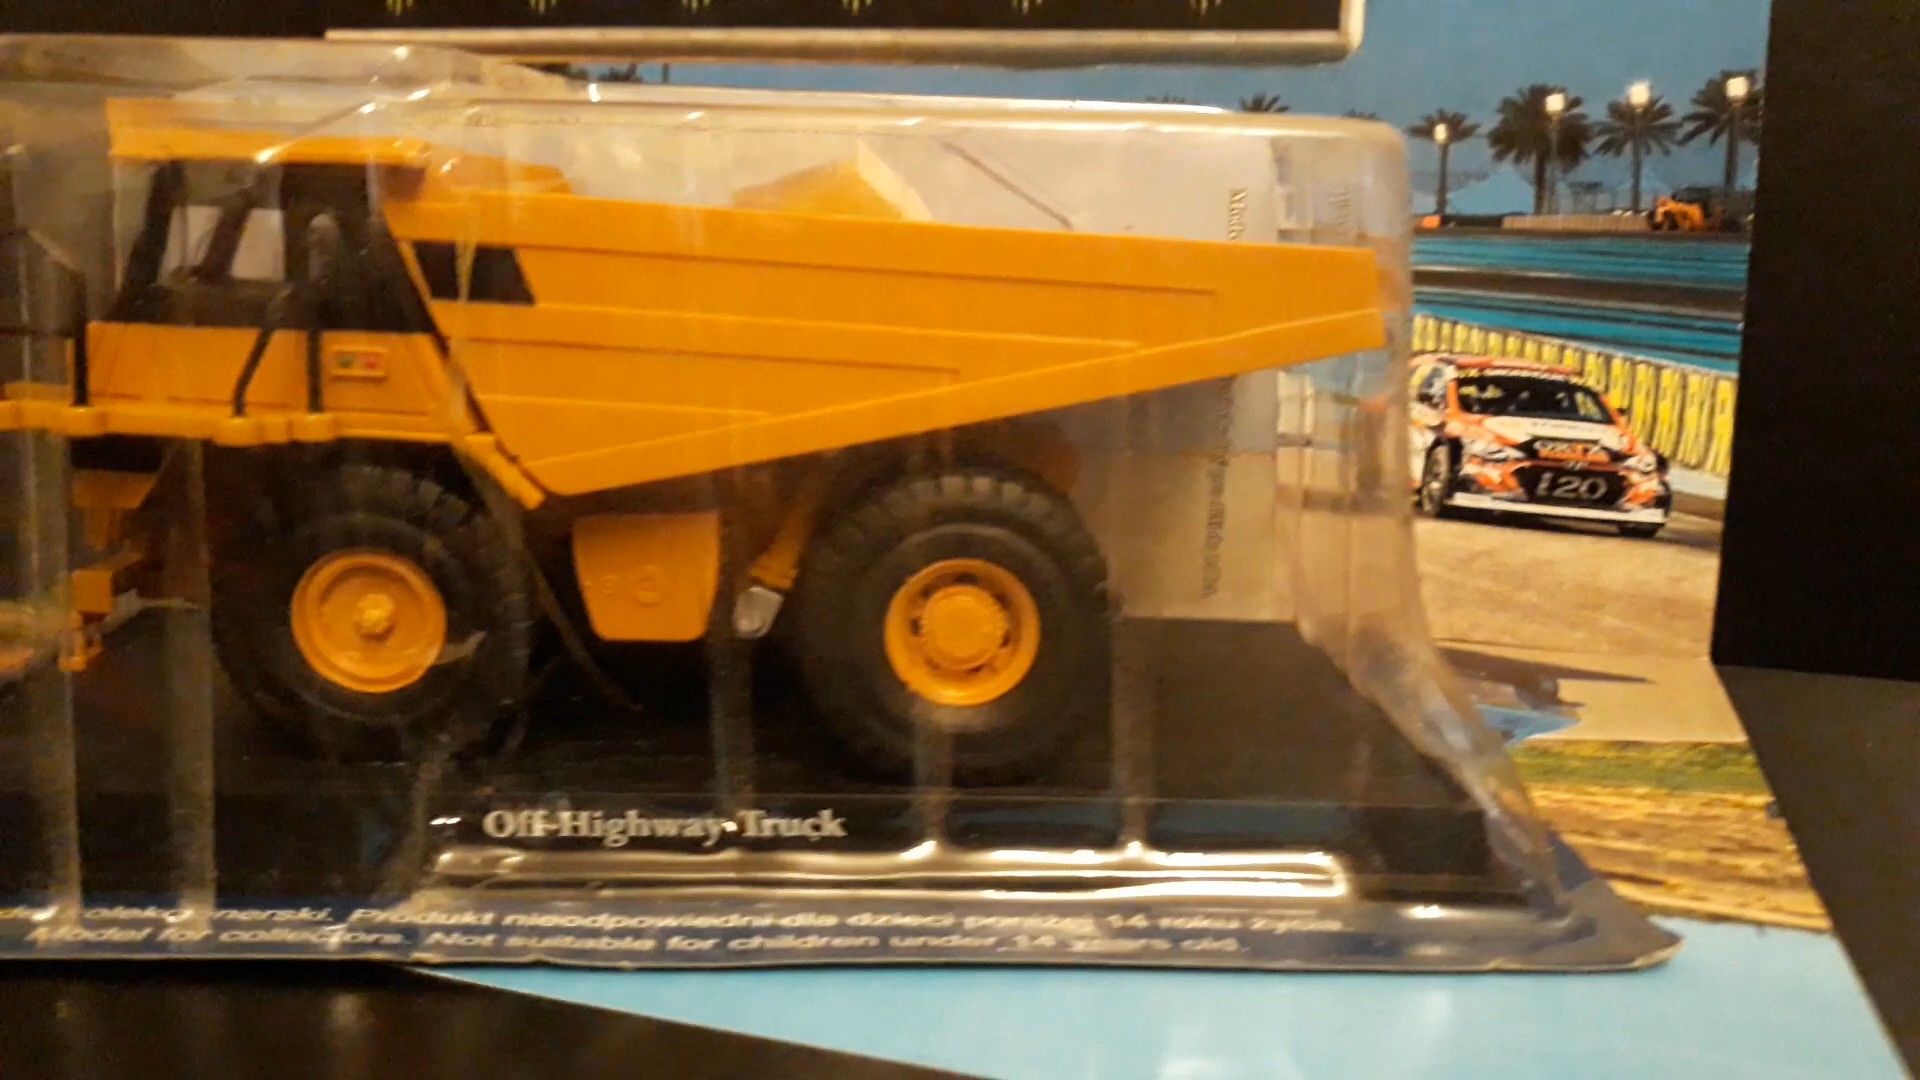 Off-Highway Truck
kolekcjonerski. Produkt nieodpowiedni dla dzieci poniżej 14 roku życia.
Model for collectors. Not suitable for children under 14 years old.
i20